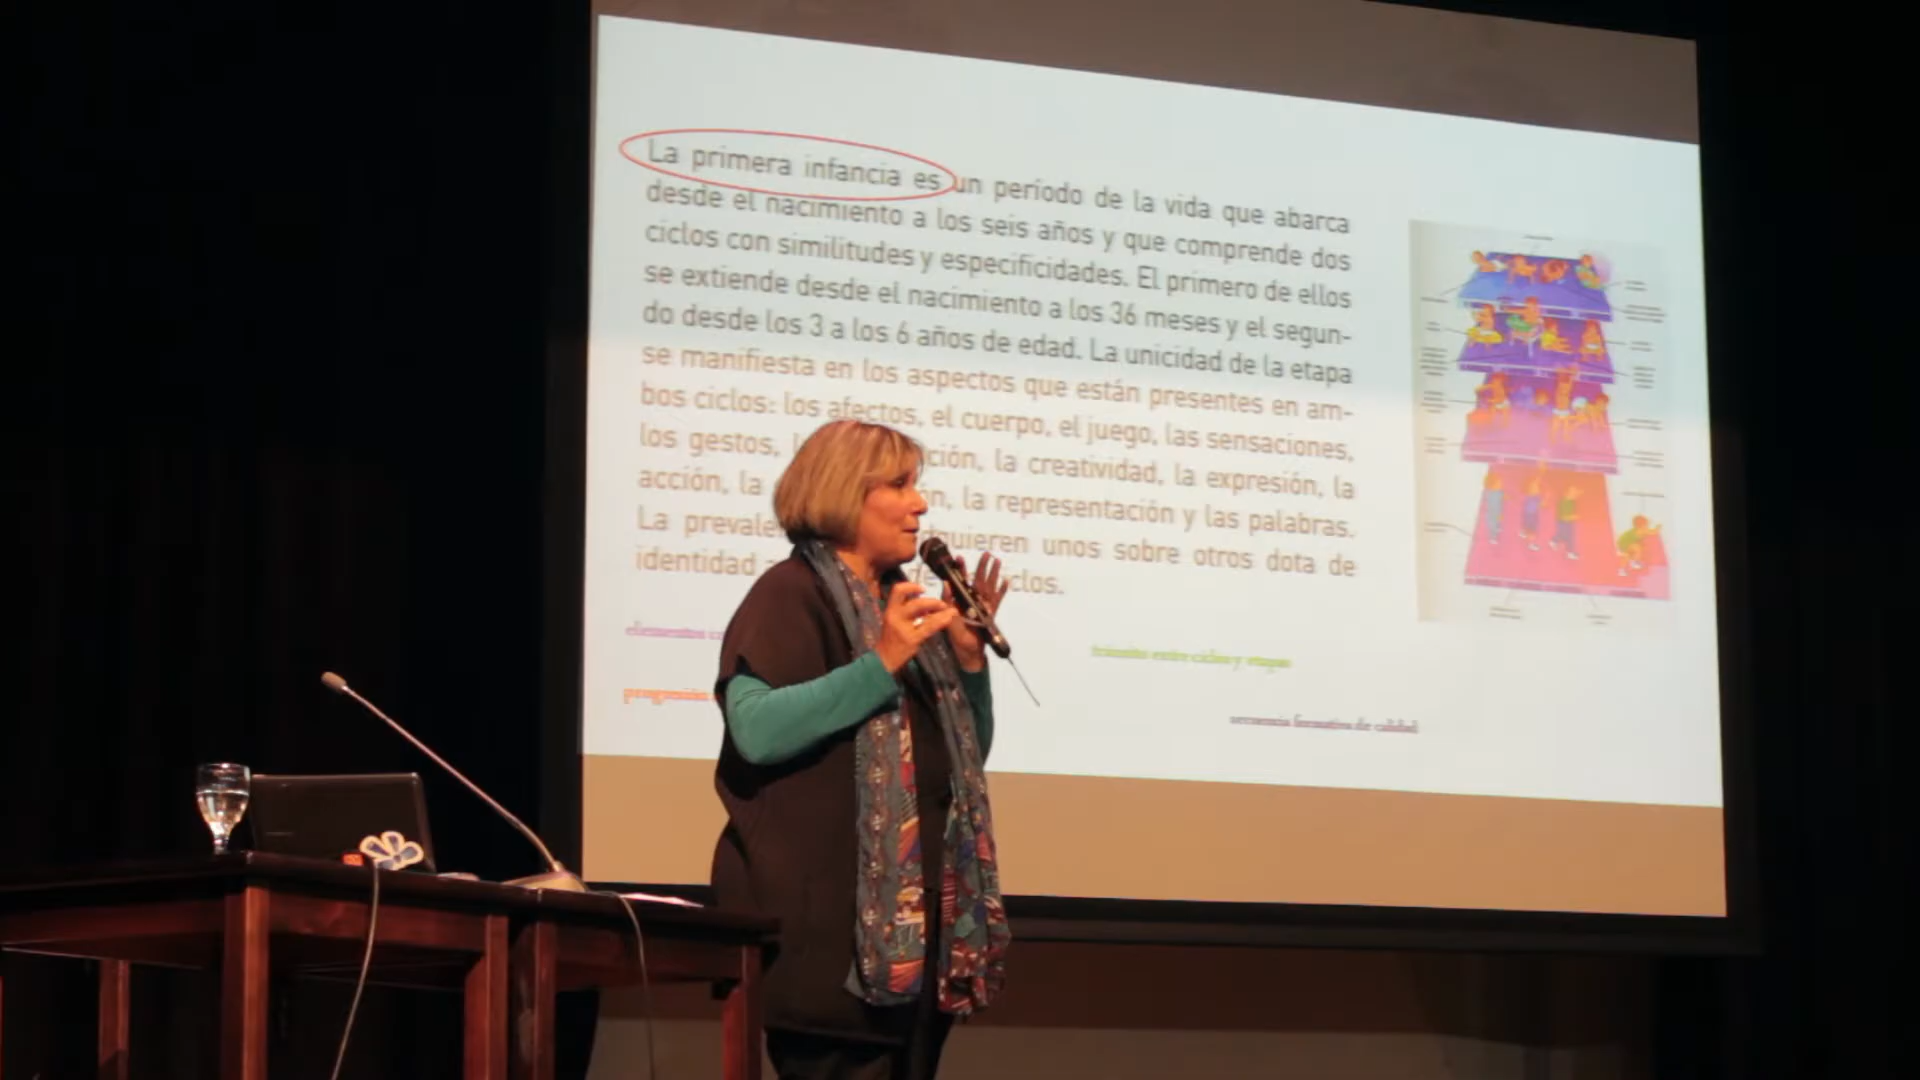 La primera infancia es un período de la vida que abarca
desde el nacimiento a los seis años y que comprende dos
ciclos con similitudes y especificidades. El primero de ellos
se extiende desde el nacimiento a los 36 meses y el segun-
do desde los 3 a los 6 años de edad. La unicidad de la etapa
se manifiesta en los aspectos que están presentes en am-
bos ciclos: los afectos, el cuerpo, el juego, las sensaciones,
los gestos, la creatividad, la expresión, la
acción, la la representación y las palabras.
La unos sobre otros dota de
identidad
elementos
tránsito entre ciclos y etapas
progresión
secuencia formativa de calidad